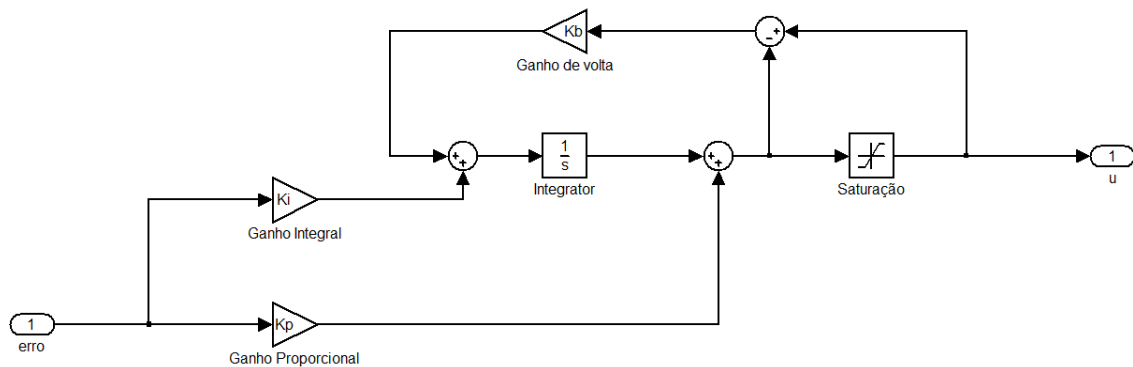 Kb
Ganho de volta
1
s
Integrator
Saturação
1
u
Ki
Ganho Integral
1
erro
Kp
Ganho Proporcional